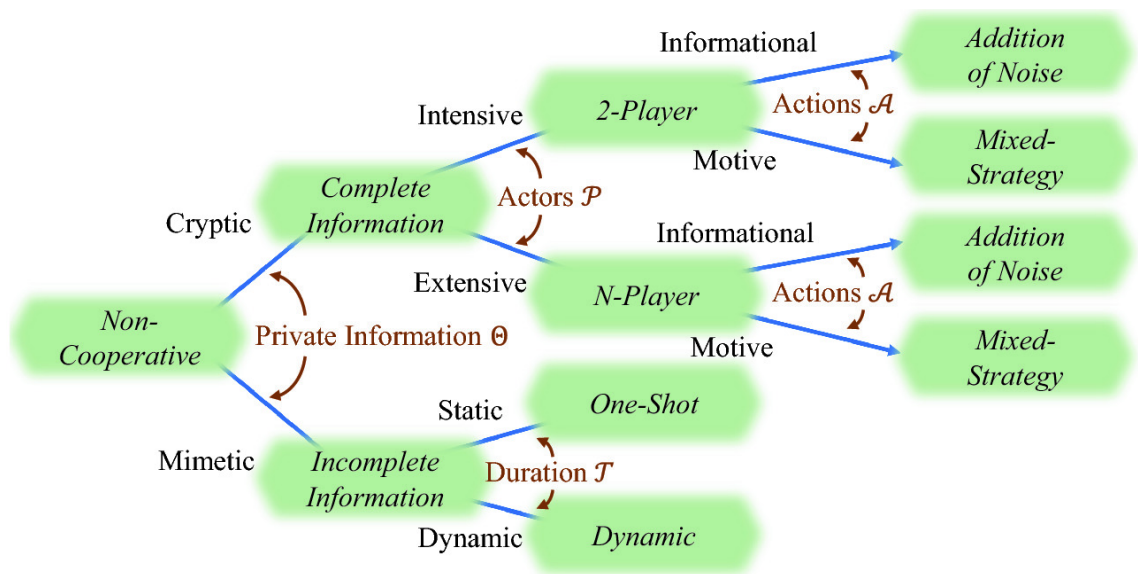 Informational
Addition
of Noise
Intensive
2-Player
Actions 𝒜
Motive
Mixed-
Strategy
Cryptic
Complete
Information
Actors 𝒫
Informational
Addition
of Noise
Extensive
N-Player
Actions 𝒜
Motive
Mixed-
Strategy
Non-
Cooperative
Private Information Θ
Static
One-Shot
Mimetic
Incomplete
Information
Duration 𝒯
Dynamic
Dynamic